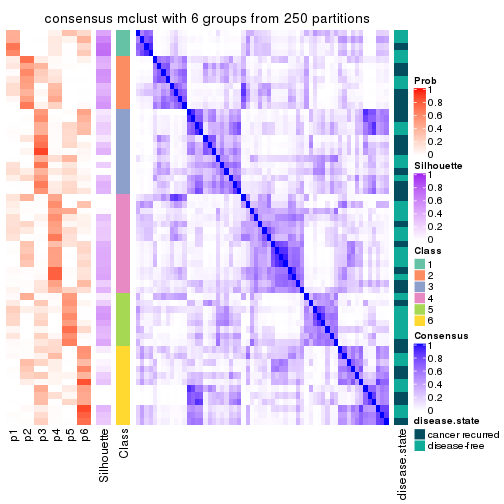 consensus mclust with 6 groups from 250 partitions
Prob
1
0.8
0.6
0.4
0.2
0
Silhouette
1
0.8
0.6
0.4
0.2
0
Class
1
2
3
4
5
6
Consensus
1
0.8
0.6
0.4
0.2
0
disease.state
cancer recurred
disease-free
p1
p2
p3
p4
p5
p6
Silhouette
Class
disease.state